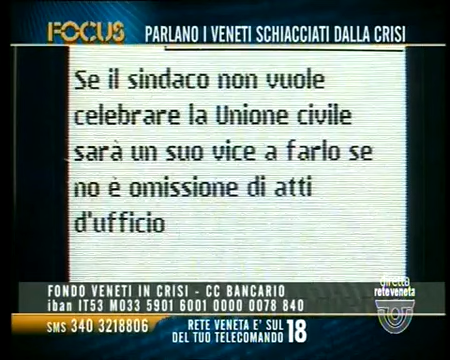 FOCUS PARLANO I VENETI SCHIACCIATI DALLA CRISI
Se il sindaco non vuole
celebrare la Unione civile
sarà un suo vice a farlo se
no è omissione di atti
d'ufficio
diretta
reteveneta
FONDO VENETI IN CRISI - CC BANCARIO
iban IT53 M033 5901 6001 0000 0078 840
SMS 340 3218806 RETE VENETA E' SUL
DEL TUO TELECOMANDO 18